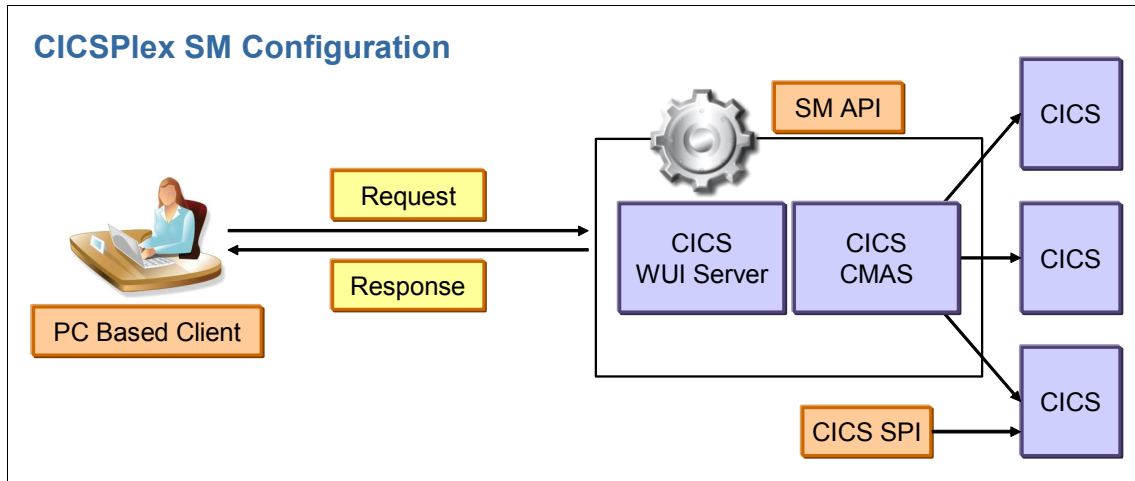 CICSPlex SM Configuration
SM API
CICS
Request
CICS
WUI Server
CICS
CMAS
CICS
Response
PC Based Client
CICS
CICS SPI